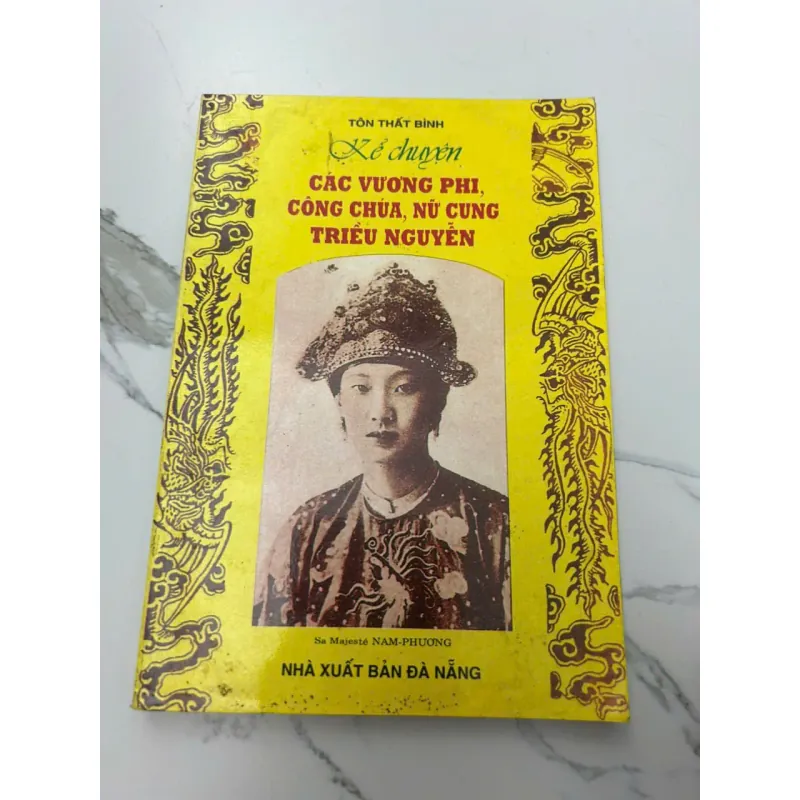 TÔN THẤT BÌNH
Kể chuyện
CÁC VƯƠNG PHI,
CÔNG CHÚA, NỮ CUNG
TRIỀU NGUYỄN
Sa Majesté NAM-PHƯƠNG
NHÀ XUẤT BẢN ĐÀ NẴNG